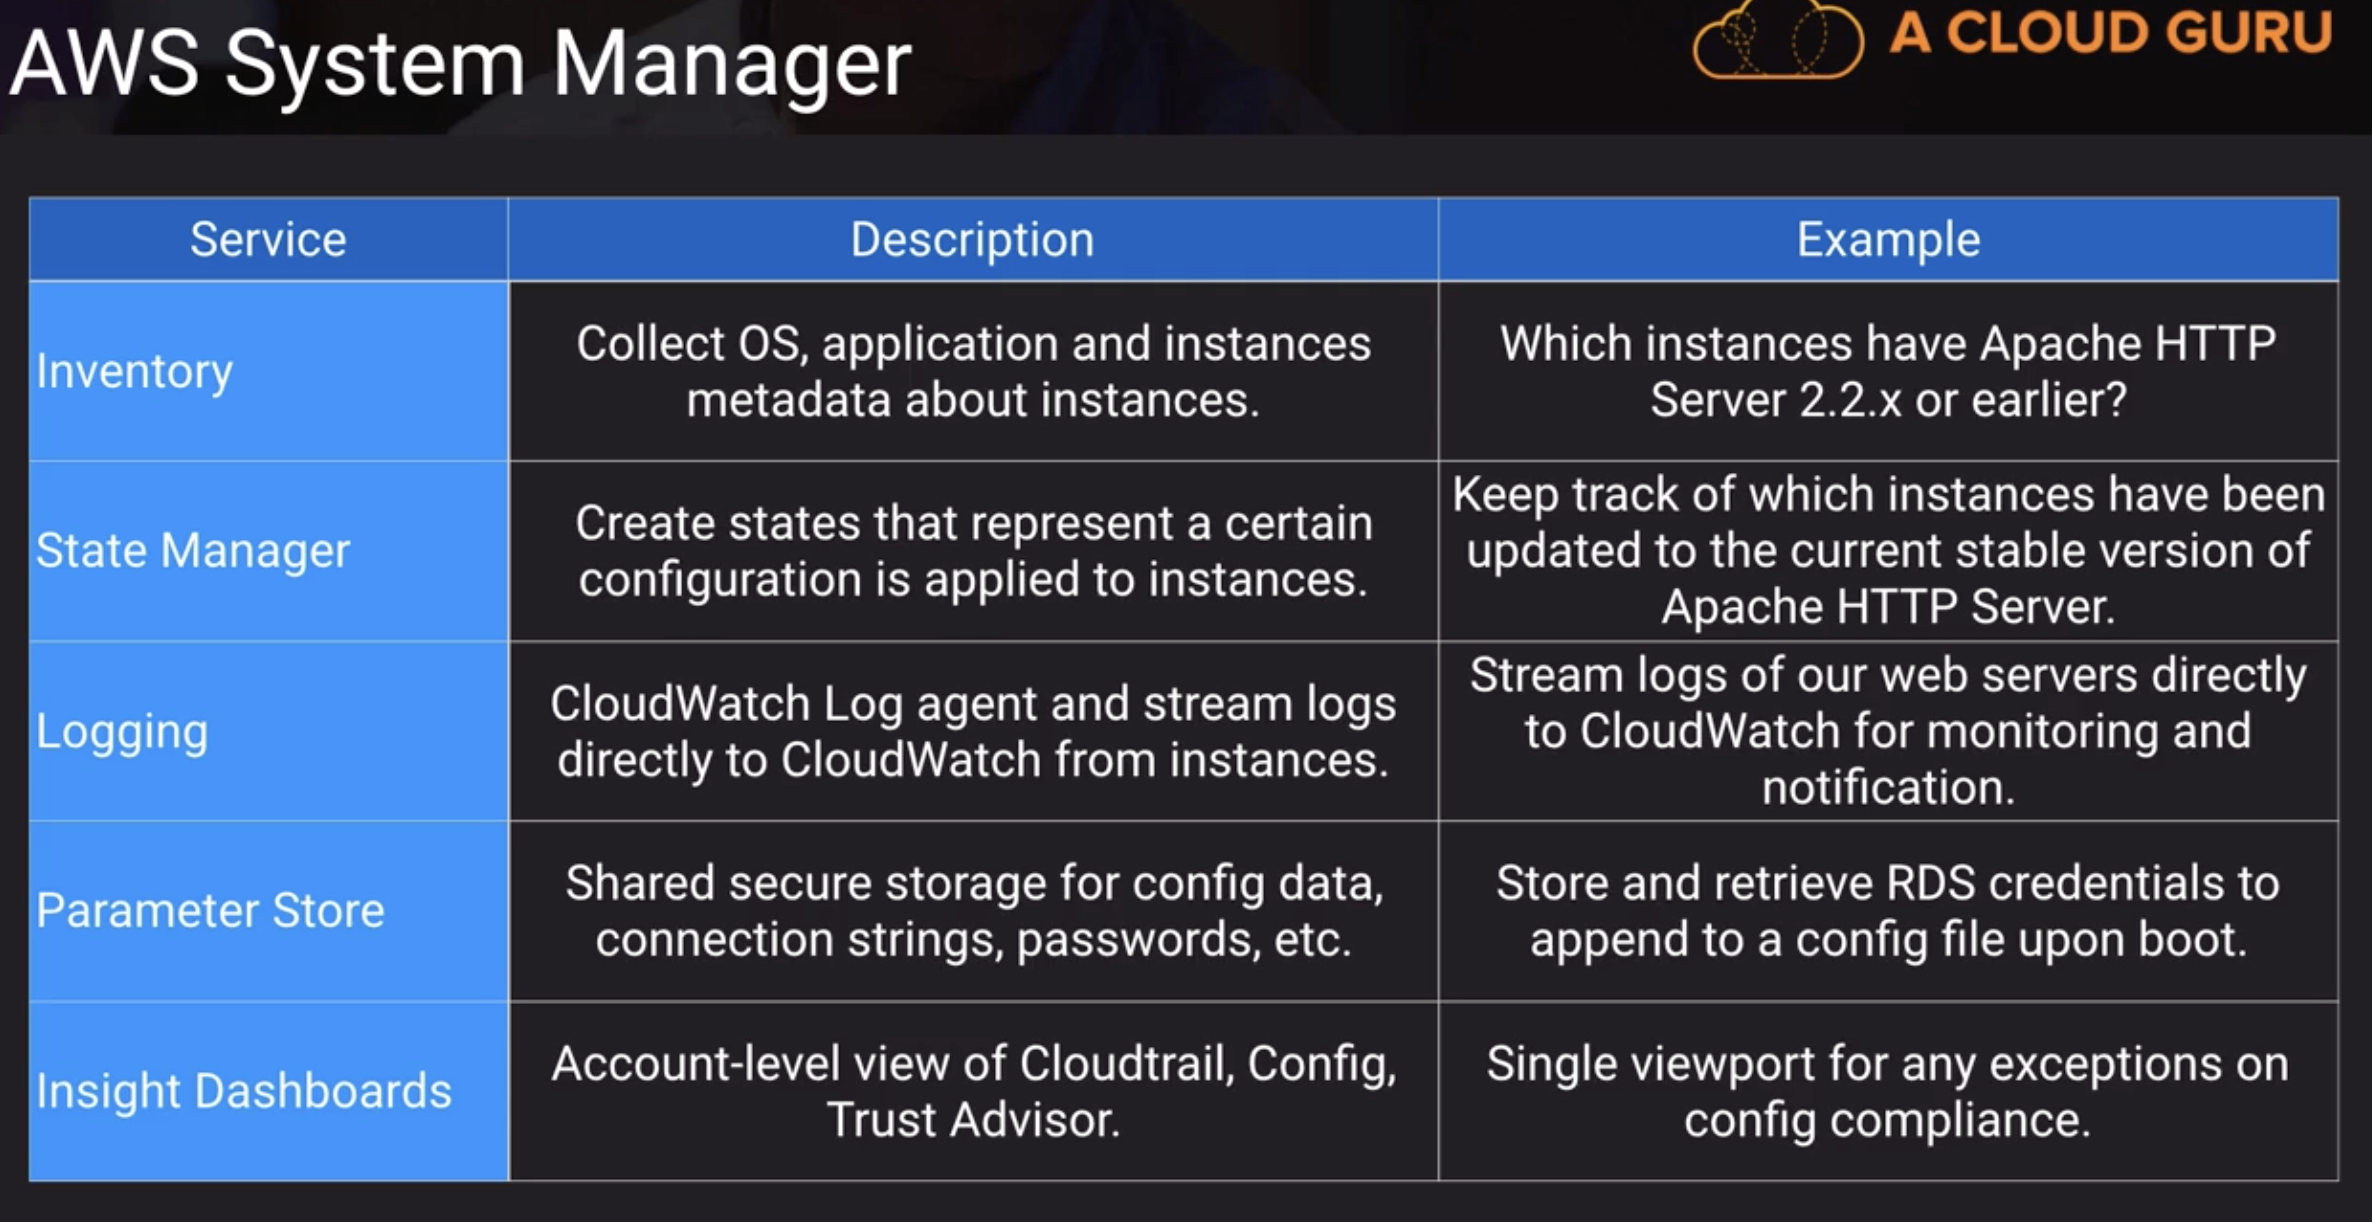 AWS System Manager
A CLOUD GURU
Service
Description
Example
Inventory
Collect OS, application and instances
metadata about instances.
Which instances have Apache HTTP
Server 2.2.x or earlier?
State Manager
Create states that represent a certain
configuration is applied to instances.
Keep track of which instances have been
updated to the current stable version of
Apache HTTP Server.
Logging
CloudWatch Log agent and stream logs
directly to CloudWatch from instances.
Stream logs of our web servers directly
to CloudWatch for monitoring and
notification.
Parameter Store
Shared secure storage for config data,
connection strings, passwords, etc.
Store and retrieve RDS credentials to
append to a config file upon boot.
Insight Dashboards
Account-level view of Cloudtrail, Config,
Trust Advisor.
Single viewport for any exceptions on
config compliance.